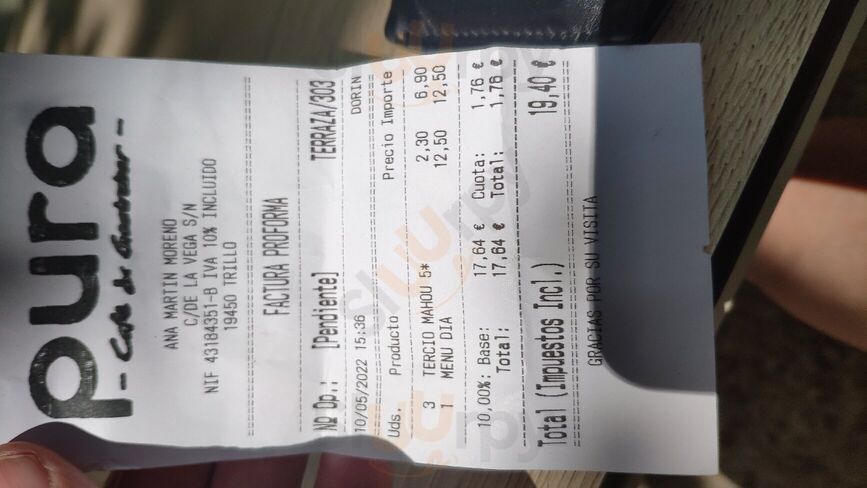 pura
- Café de Guadalular -
ANA MARTIN MORENO
C/DE LA VEGA S/N
NIF 43184351-B IVA 10% INCLUIDO
19450 TRILLO
FACTURA PROFORMA
Nº Op.: [Pendiente] TERRAZA/303
10/05/2022 15:36 DORIN
Uds. Producto Precio Importe
3 TERCIO MAHOU 5* 2,30 6,90
1 MENU DIA 12,50 12,50
10,00%: Base: 17,64 € Cuota: 1,76 €
Total: 17,64 € Total: 1,76 €
Total (Impuestos Incl.) 19,40 €
GRACIAS POR SU VISITA